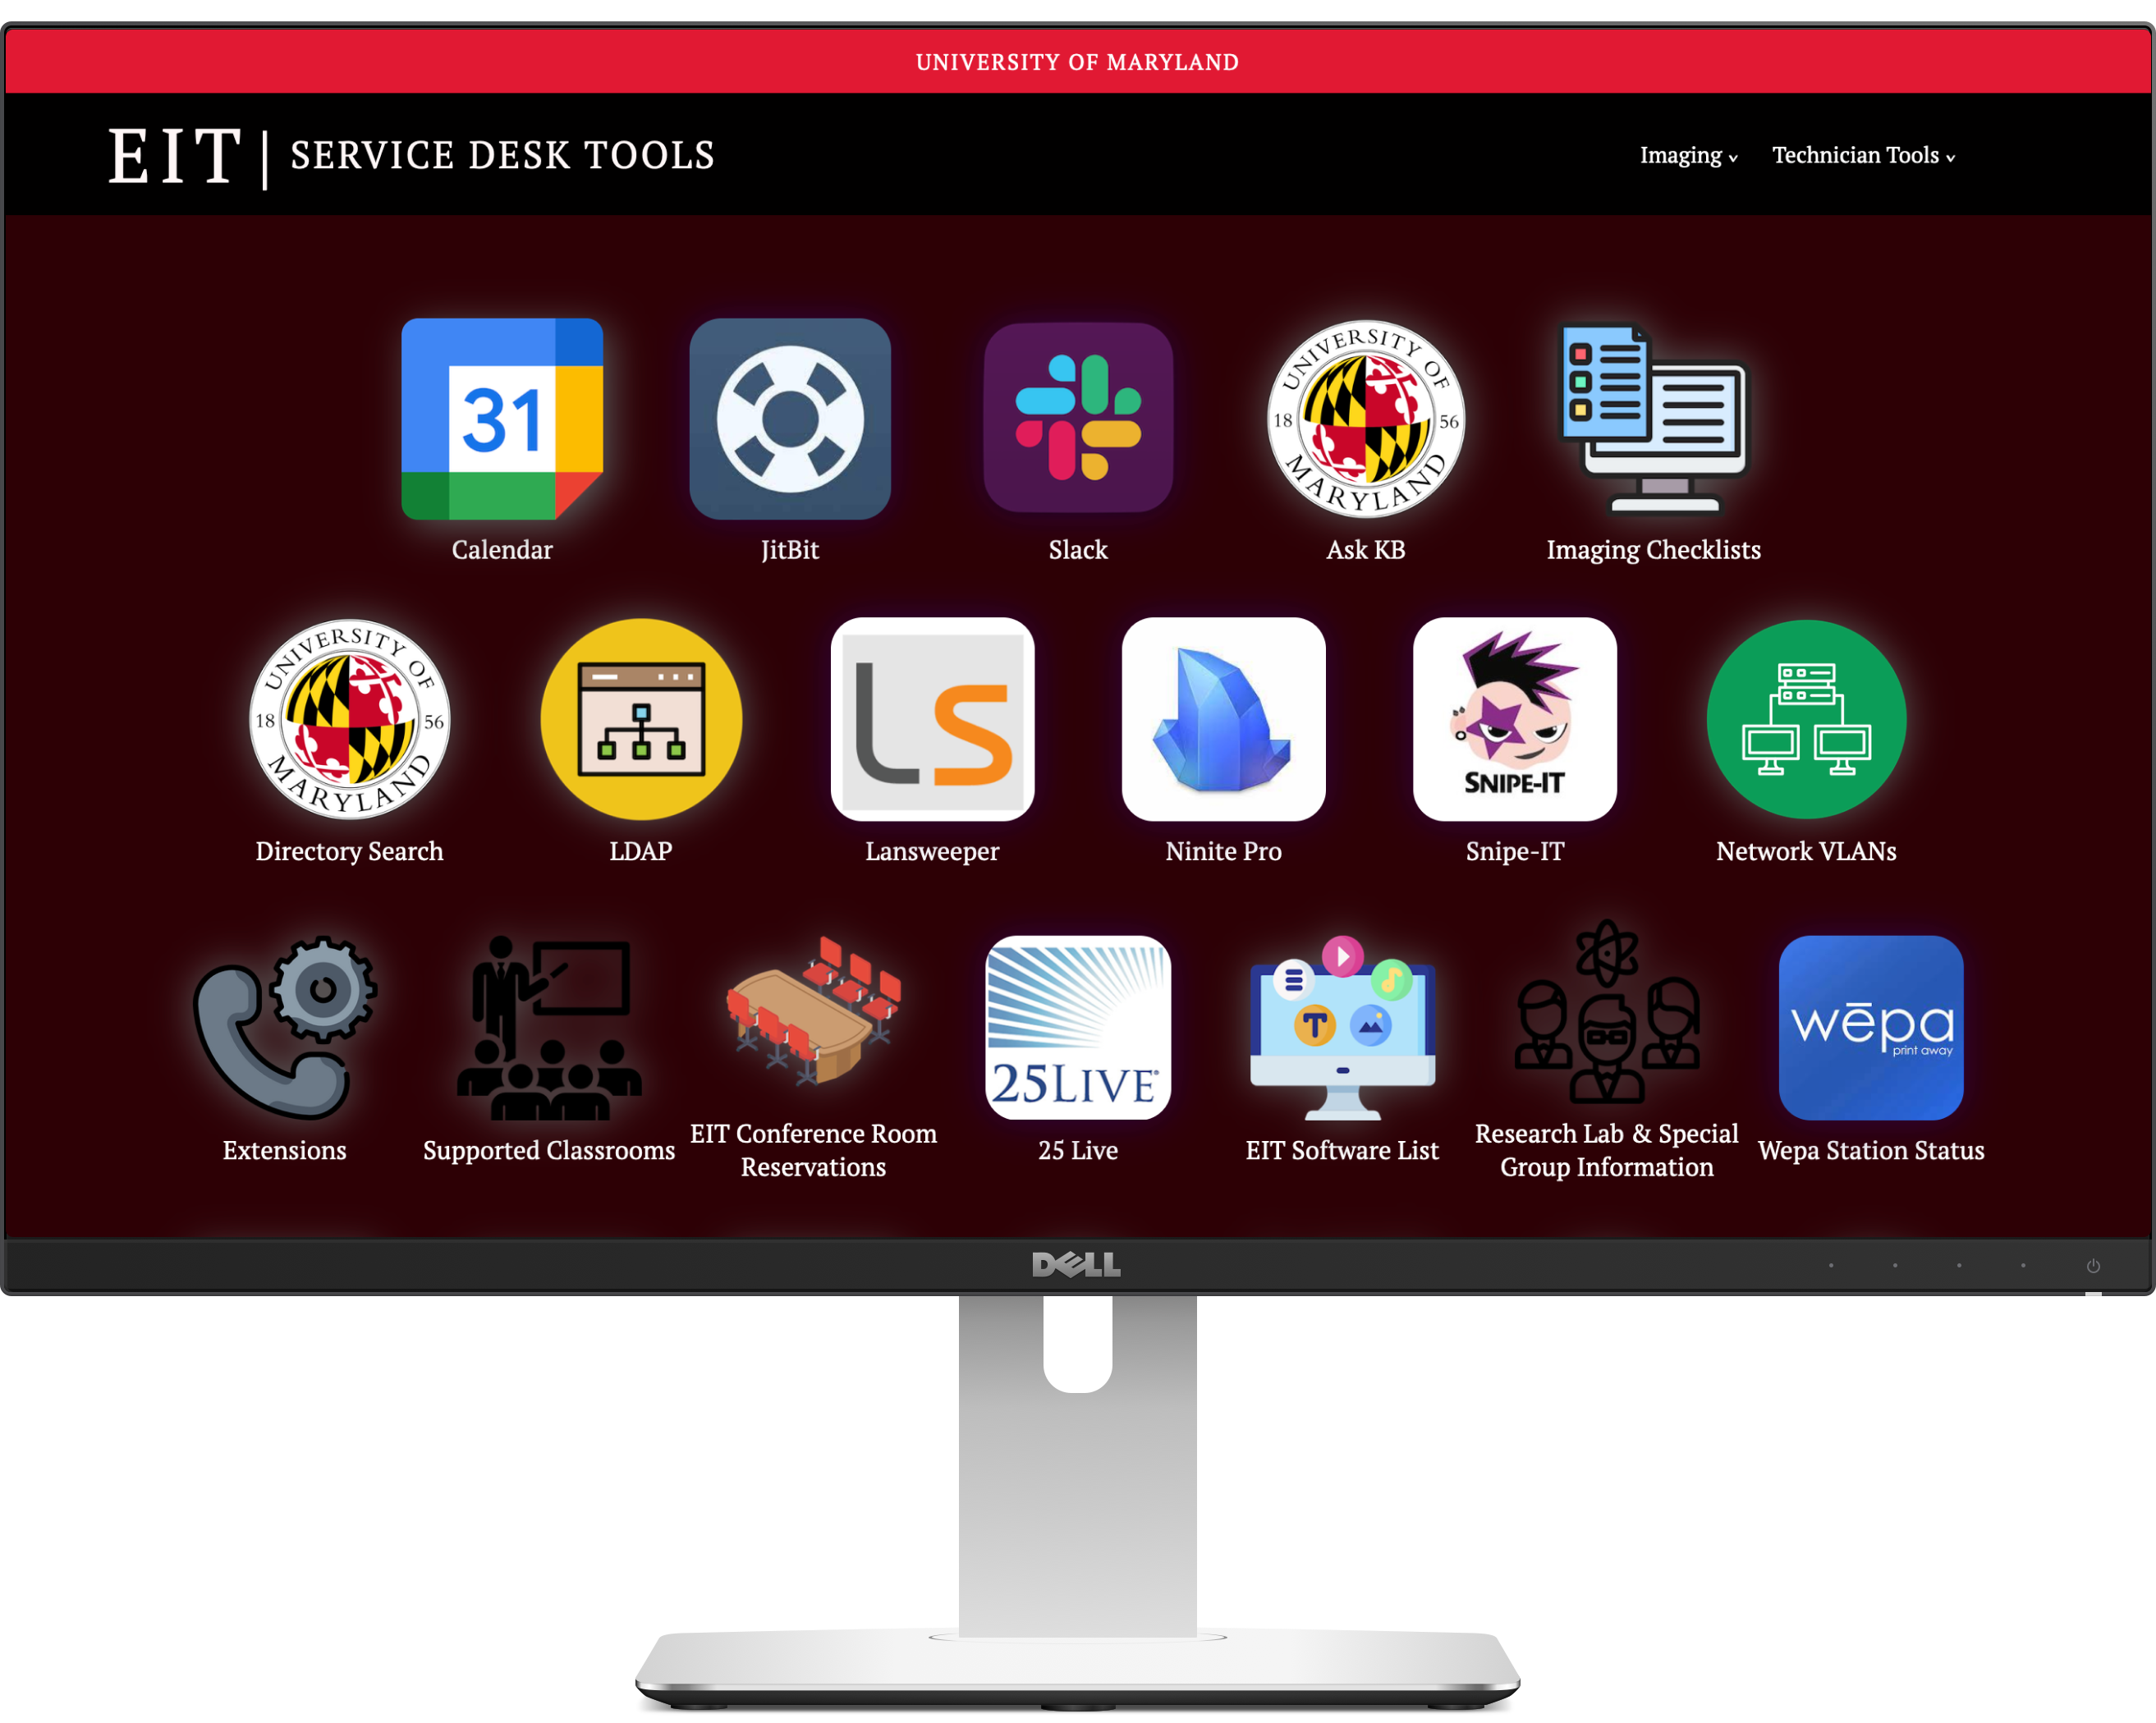 UNIVERSITY OF MARYLAND
EIT | SERVICE DESK TOOLS
Imaging
Technician Tools
31
UNIVERSITY OF
18 56
MARYLAND
Calendar
JitBit
Slack
Ask KB
Imaging Checklists
UNIVERSITY OF
18 56
MARYLAND
LS
SNIPE-IT
Directory Search
LDAP
Lansweeper
Ninite Pro
Snipe-IT
Network VLANs
25LIVE®
T
wēpa
print away
Extensions
Supported Classrooms
EIT Conference Room
Reservations
25 Live
EIT Software List
Research Lab & Special
Group Information
Wepa Station Status
DELL